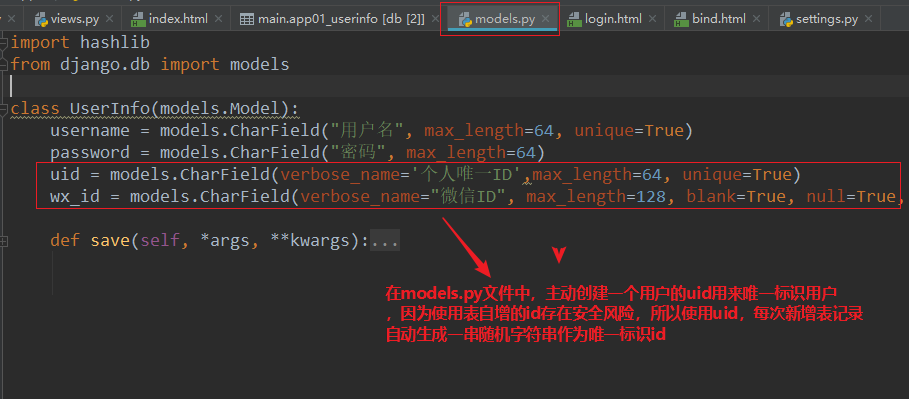 views.py × index.html × main.app01_userinfo [db [2]] × models.py × login.html × bind.html × settings.py ×
import hashlib
from django.db import models
class UserInfo(models.Model):
username = models.CharField("用户名", max_length=64, unique=True)
password = models.CharField("密码", max_length=64)
uid = models.CharField(verbose_name='个人唯一ID',max_length=64, unique=True)
wx_id = models.CharField(verbose_name="微信ID", max_length=128, blank=True, null=True,
def save(self, *args, **kwargs):...
在models.py文件中，主动创建一个用户的uid用来唯一标识用户
，因为使用表自增的id存在安全风险，所以使用uid，每次新增表记录
自动生成一串随机字符串作为唯一标识id